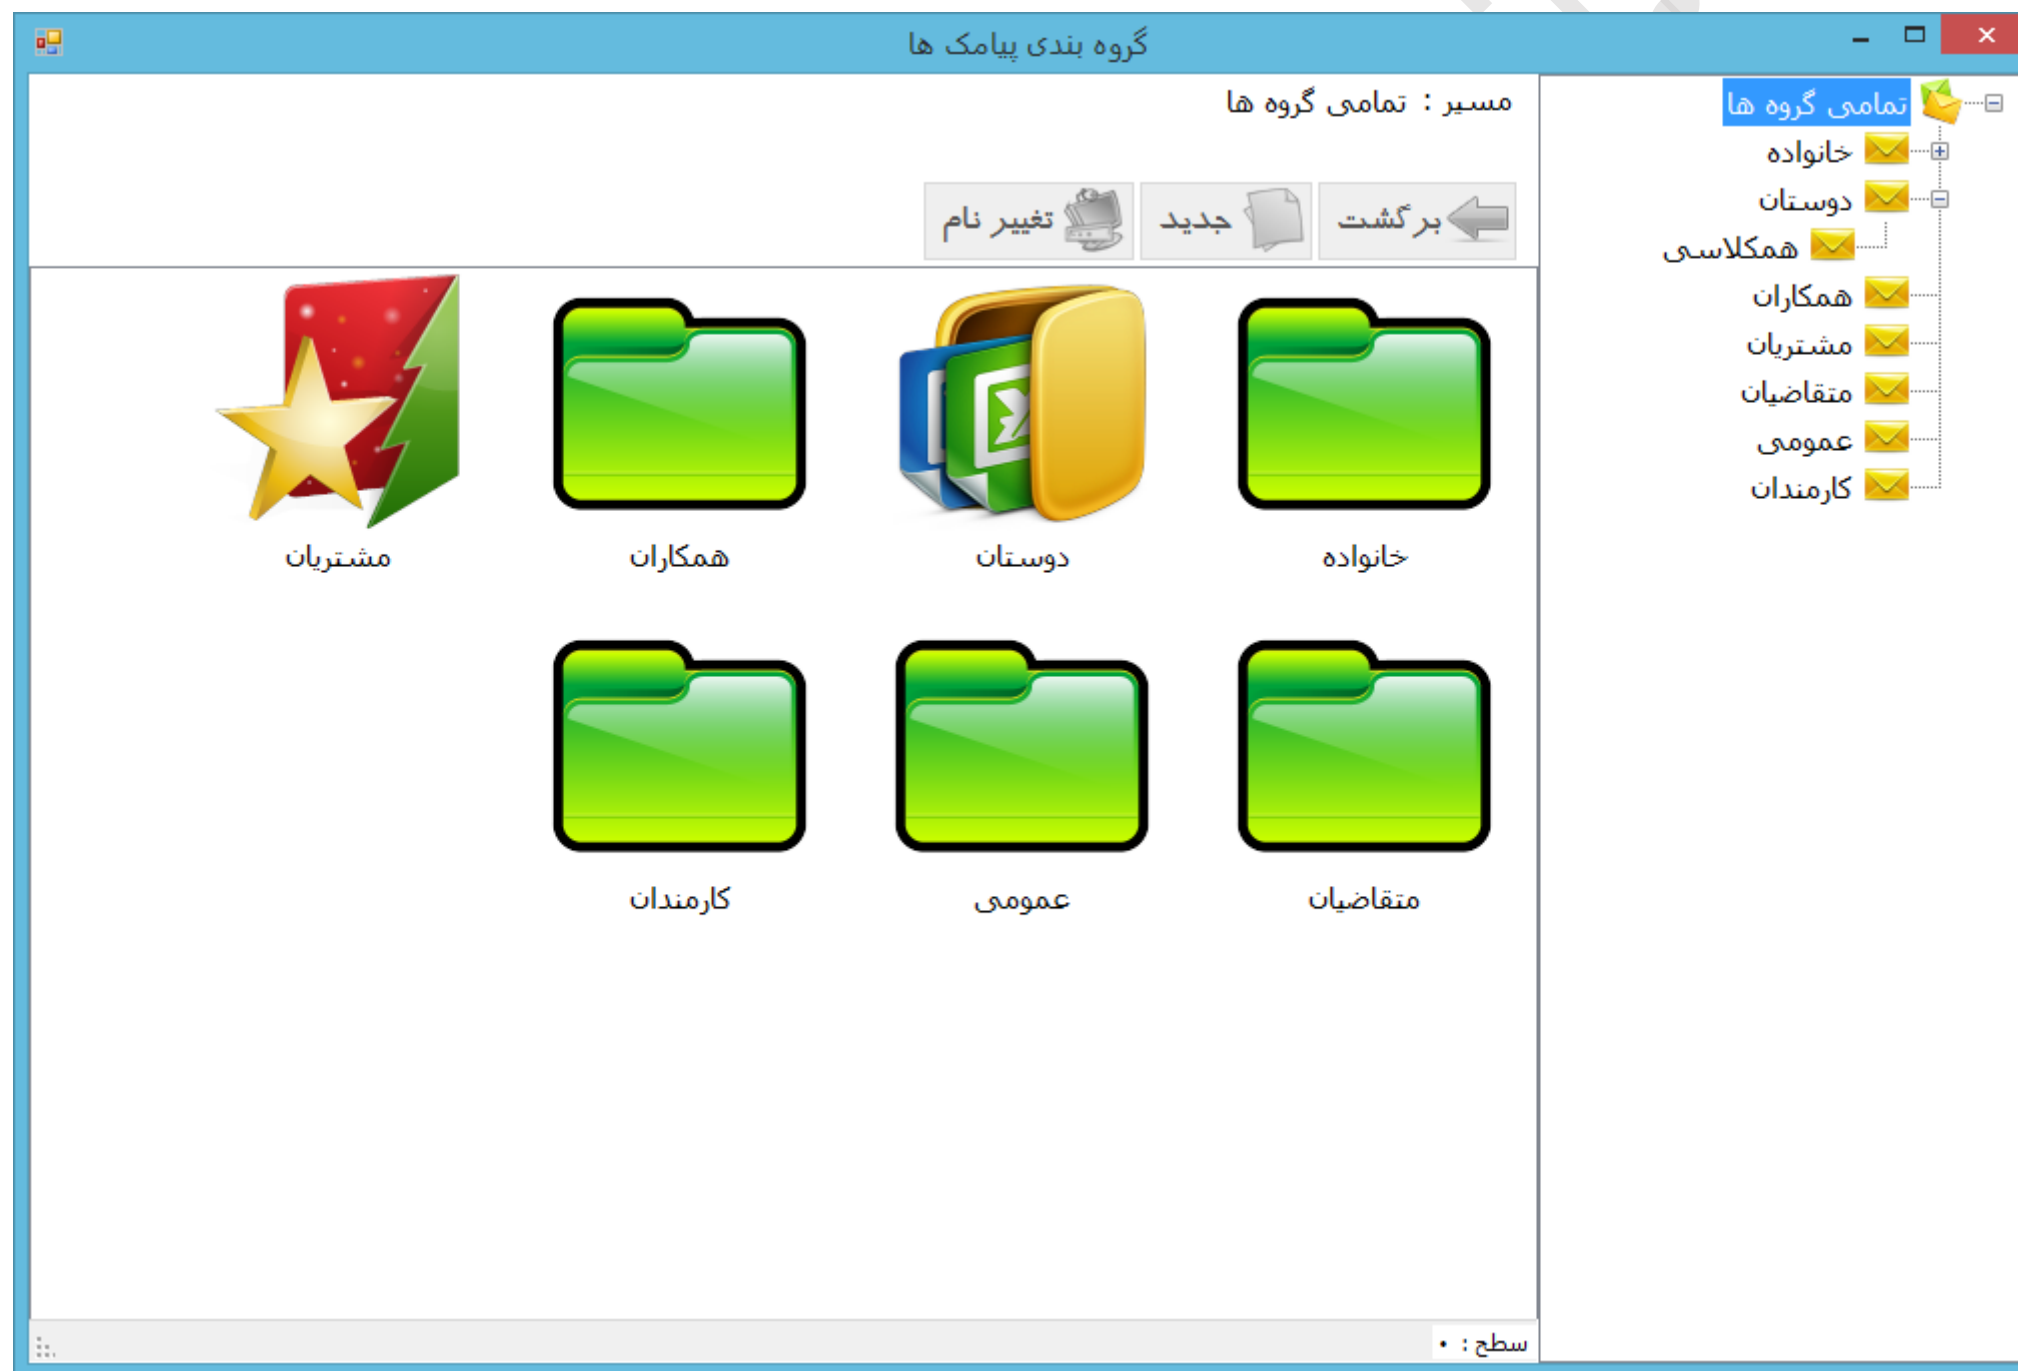 گروه بندی پیامک ها
تمامی گروه ها
خانواده
دوستان
همکلاسی
همکاران
مشتریان
متقاضیان
عمومی
کارمندان
مسیر : تمامی گروه ها
برگشت جدید تغییر نام
خانواده دوستان همکاران مشتریان
متقاضیان عمومی کارمندان
سطح : ۰